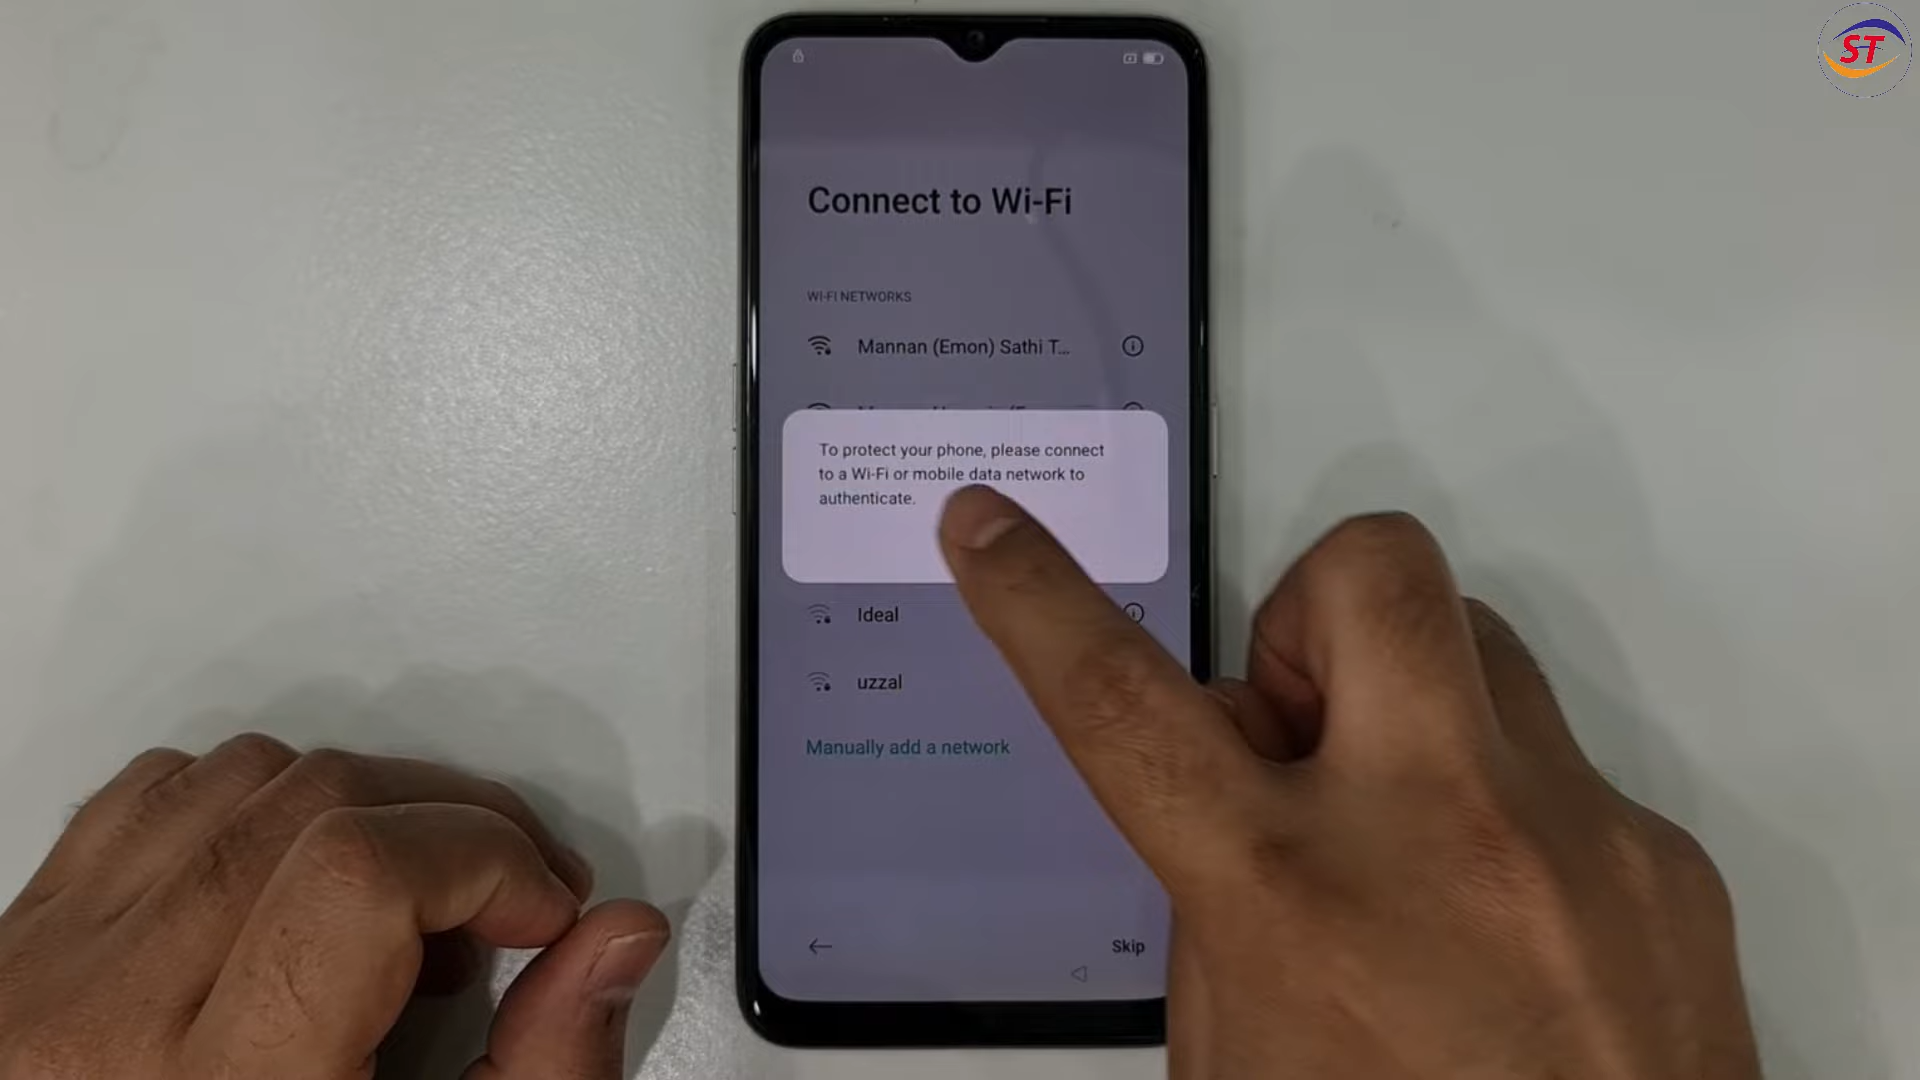 ST
Connect to Wi-Fi
WI-FI NETWORKS
Mannan (Emon) Sathi T...
To protect your phone, please connect
to a Wi-Fi or mobile data network to
authenticate.
Ideal
uzzal
Manually add a network
Skip